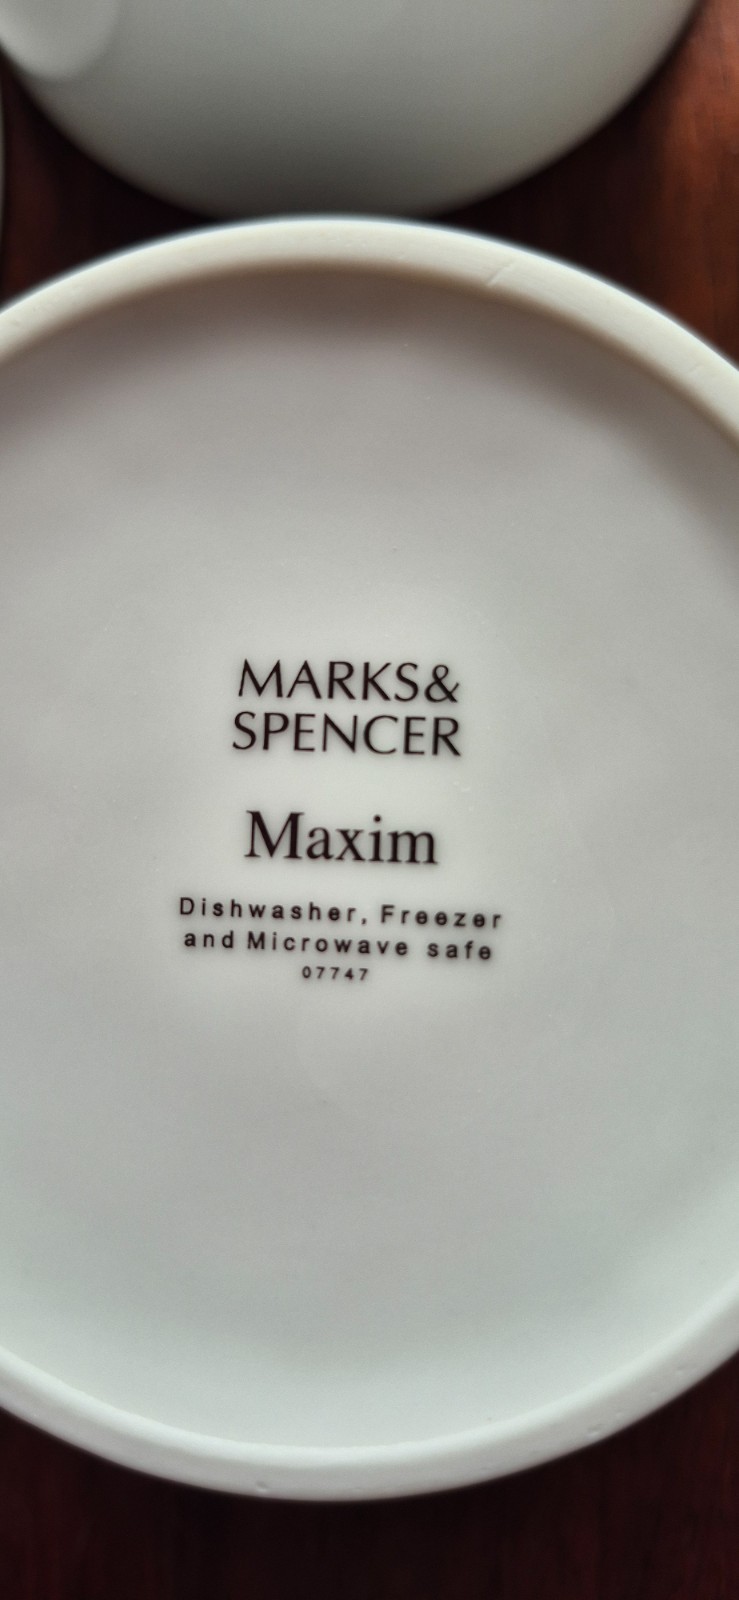 MARKS&
SPENCER
Maxim
Dishwasher, Freezer
and Microwave safe
07747